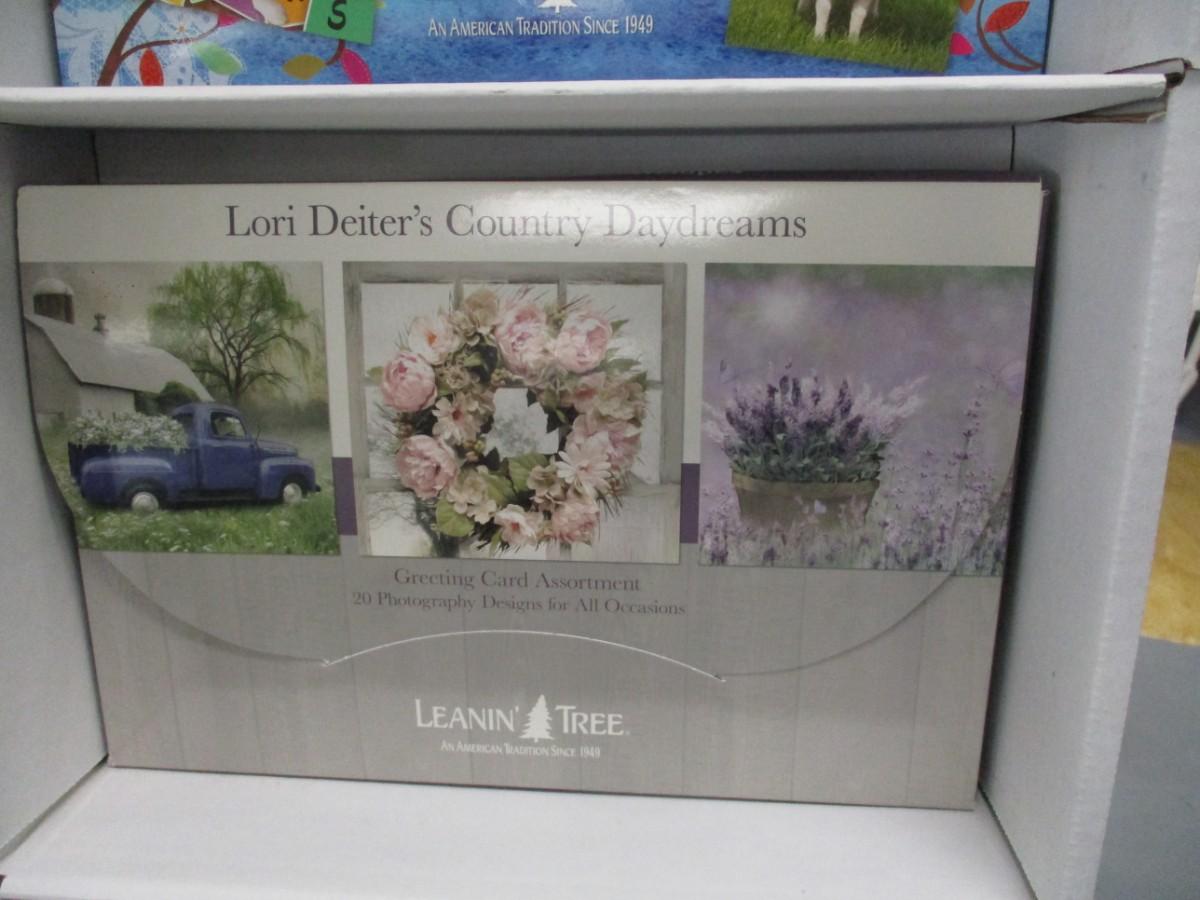 S
AN AMERICAN TRADITION SINCE 1949
Lori Deiter's Country Daydreams
Greeting Card Assortment
20 Photography Designs for All Occasions
LEANIN' TREE
AN AMERICAN TRADITION SINCE 1949